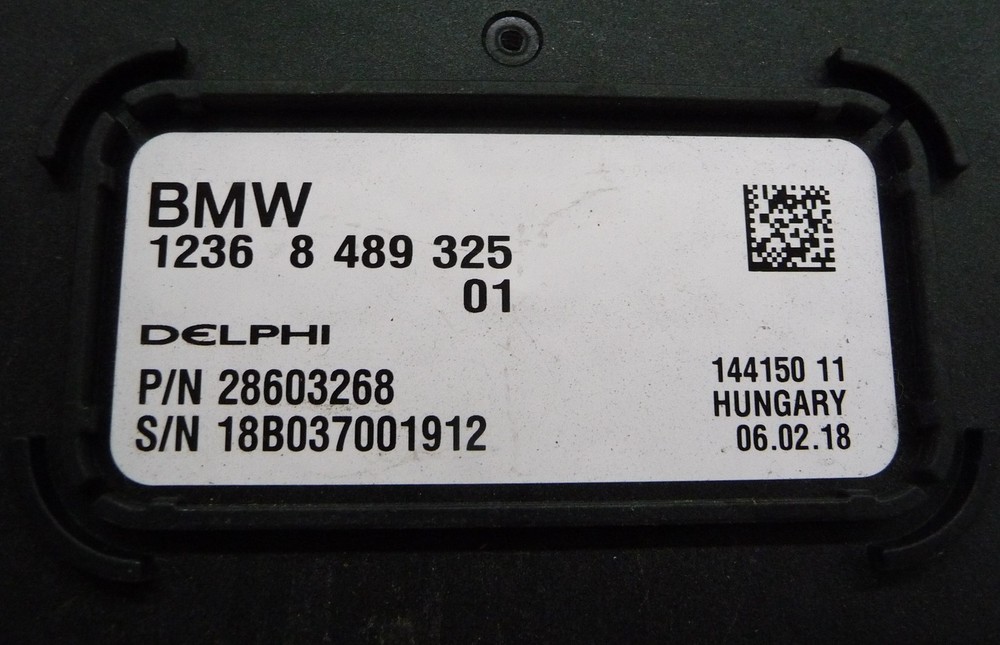 BMW
1236 8 489 325
01
DELPHI
P/N 28603268
S/N 18B037001912
144150 11
HUNGARY
06.02.18